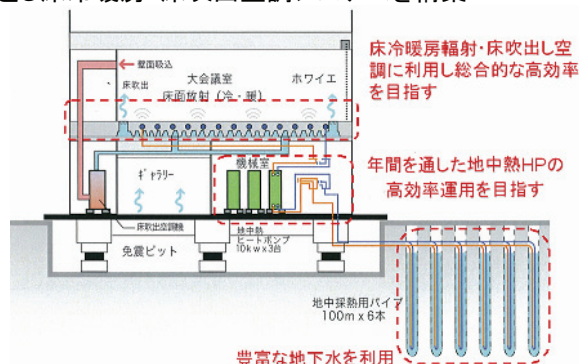 床冷暖房輻射・床吹出し空
調に利用し総合的な高効率
を目指す
壁面吸込
床吹出
大会議室
床面放射（冷・暖）
ホワイエ
年間を通した地中熱HPの
高効率運用を目指す
ギャラリー
機械室
床吹出空調機
地中熱
ヒートポンプ
10kw×3台
免震ピット
地中採熱用パイプ
100m×6本
豊富な地下水を利用